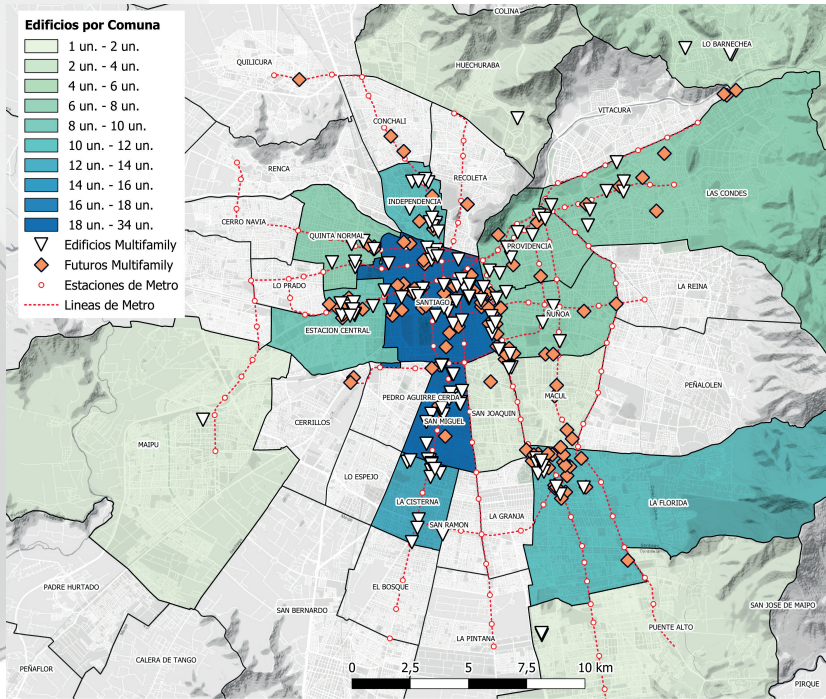 Edificios por Comuna
1 un. - 2 un.
2 un. - 4 un.
4 un. - 6 un.
6 un. - 8 un.
8 un. - 10 un.
10 un. - 12 un.
12 un. - 14 un.
14 un. - 16 un.
16 un. - 18 un.
18 un. - 34 un.
Edificios Multifamily
Futuros Multifamily
Estaciones de Metro
Lineas de Metro
COLINA
LO BARNECHEA
QUILICURA
HUECHURABA
VITACURA
CONCHALI
RENCA
RECOLETA
LAS CONDES
INDEPENDENCIA
CERRO NAVIA
QUINTA NORMAL
PROVIDENCIA
LO PRADO
LA REINA
SANTIAGO
ÑUÑOA
ESTACION CENTRAL
PEÑALOLEN
PEDRO AGUIRRE CERDA
MACUL
SAN JOAQUIN
CERRILLOS
SAN MIGUEL
MAIPU
LO ESPEJO
LA CISTERNA
LA FLORIDA
LA GRANJA
SAN RAMON
EL BOSQUE
PADRE HURTADO
SAN BERNARDO
SAN JOSE DE MAIPO
PUENTE ALTO
LA PINTANA
CALERA DE TANGO
PEÑAFLOR
PIRQUE
0 2,5 5 7,5 10 km